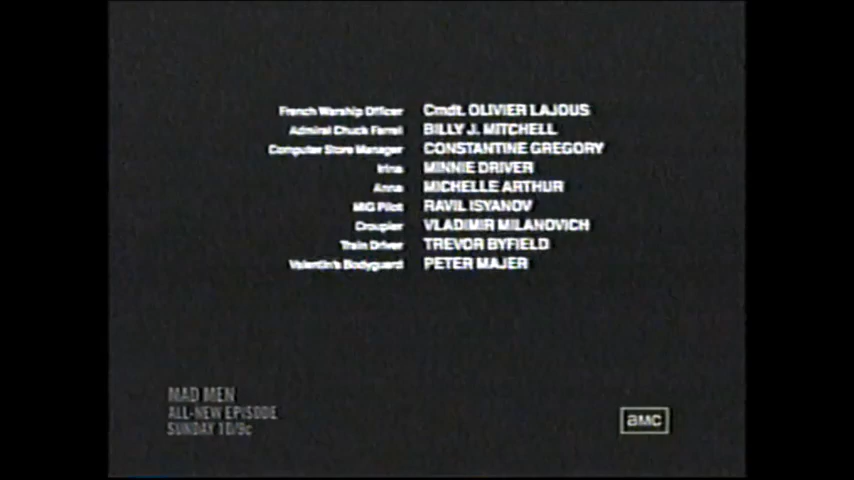 French Warship Officer Cmdt. OLIVIER LAJOUS
Admiral Chuck Farrel BILLY J. MITCHELL
Computer Store Manager CONSTANTINE GREGORY
Irina MINNIE DRIVER
Anna MICHELLE ARTHUR
MiG Pilot RAVIL ISYANOV
Croupier VLADIMIR MILANOVICH
Train Driver TREVOR BYFIELD
Valentin's Bodyguard PETER MAJER
MAD MEN
ALL-NEW EPISODE
SUNDAY 10/9c
amc